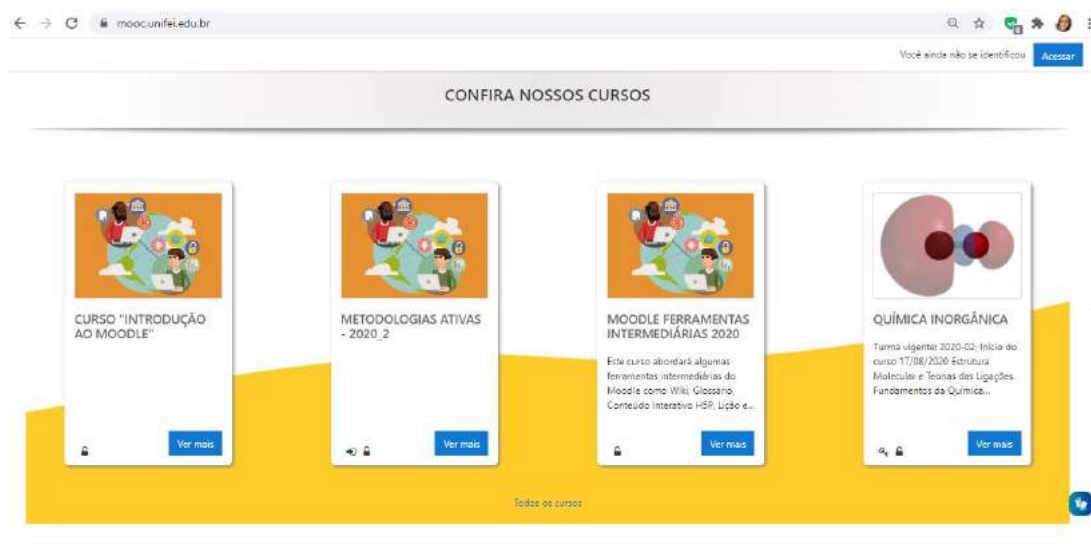 mooc.unifei.edu.br
Você ainda não se identificou
Acessar
CONFIRA NOSSOS CURSOS
CURSO "INTRODUÇÃO
AO MOODLE"
Ver mais
METODOLOGIAS ATIVAS
- 2020_2
Ver mais
MOODLE FERRAMENTAS
INTERMEDIÁRIAS 2020
Este curso abordará algumas
ferramentas intermediárias do
Moodle como Wiki, Glossário,
Conteúdo Interativo H5P, Lição e...
Ver mais
QUÍMICA INORGÂNICA
Turma vigente: 2020-02| Início do
curso 17/08/2020 Estrutura
Molecular e Teorias das Ligações.
Fundamentos da Química...
Ver mais
Todos os cursos